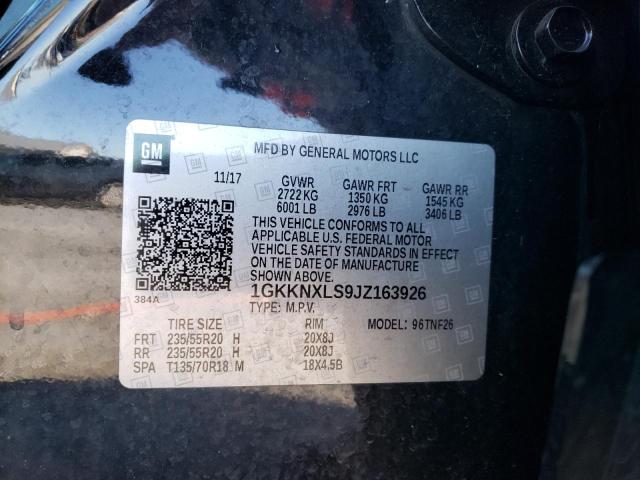 GM
MFD BY GENERAL MOTORS LLC
11/17 GVWR GAWR FRT GAWR RR
2722 KG 1350 KG 1545 KG
6001 LB 2976 LB 3406 LB
THIS VEHICLE CONFORMS TO ALL
APPLICABLE U.S. FEDERAL MOTOR
VEHICLE SAFETY STANDARDS IN EFFECT
ON THE DATE OF MANUFACTURE
SHOWN ABOVE.
384A
1GKKNXLS9JZ163926
TYPE: M.P.V.
TIRE SIZE RIM MODEL: 96TNF26
FRT 235/55R20 H 20X8J
RR 235/55R20 H 20X8J
SPA T135/70R18 M 18X4.5B